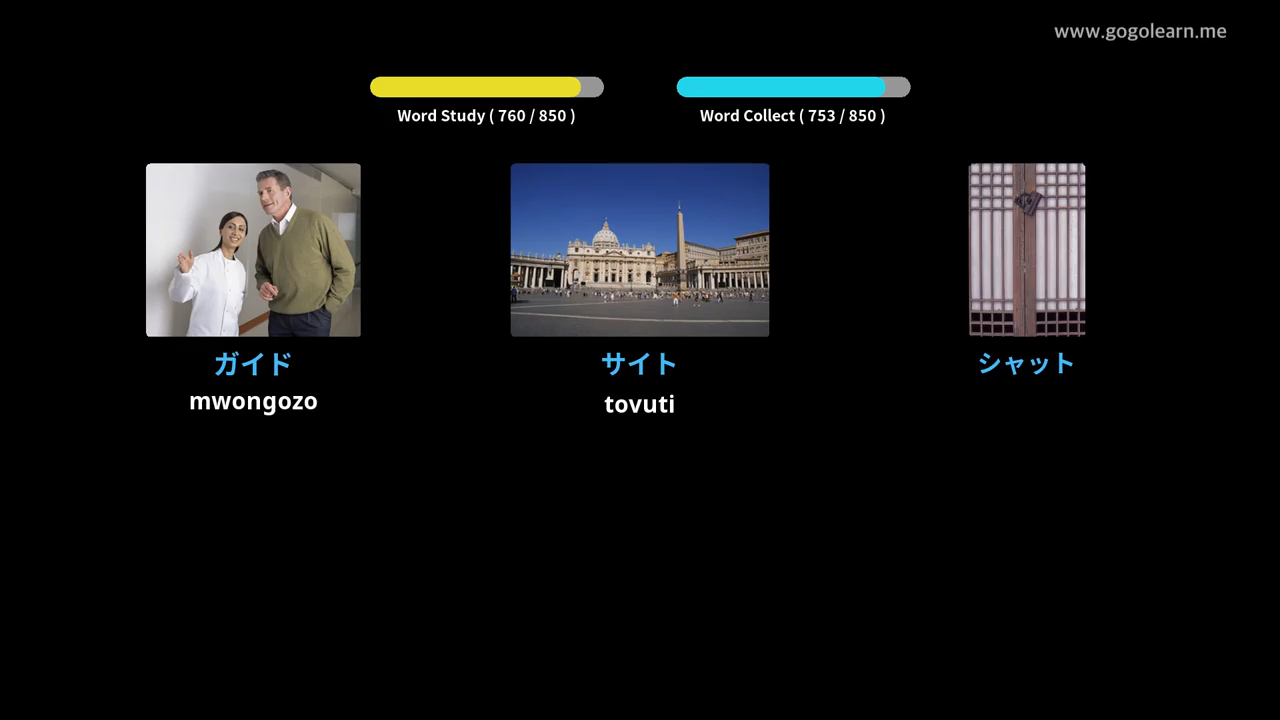 www.gogolearn.me
Word Study ( 760 / 850 )
Word Collect ( 753 / 850 )
ガイド
mwongozo
サイト
tovuti
シャット